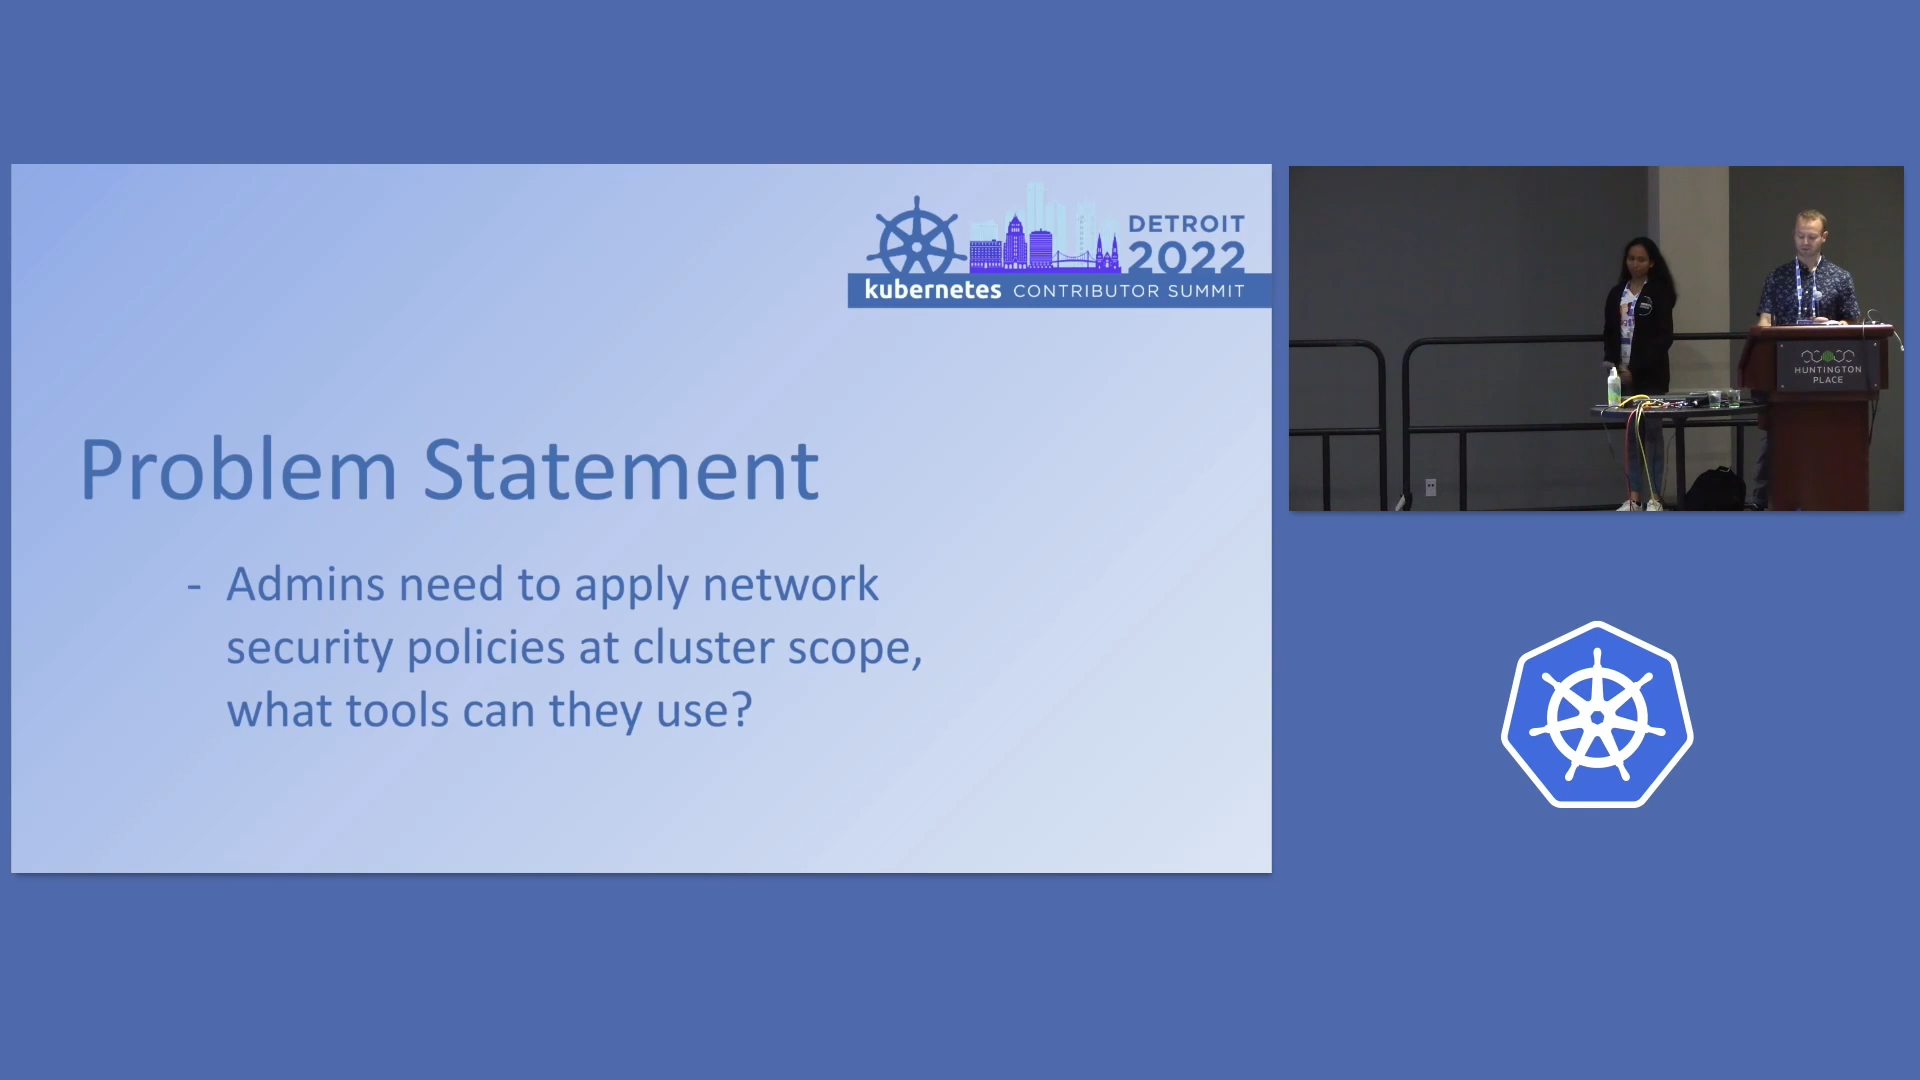 DETROIT
2022
kubernetes CONTRIBUTOR SUMMIT
Problem Statement
- Admins need to apply network
security policies at cluster scope,
what tools can they use?
HUNTINGTON
PLACE